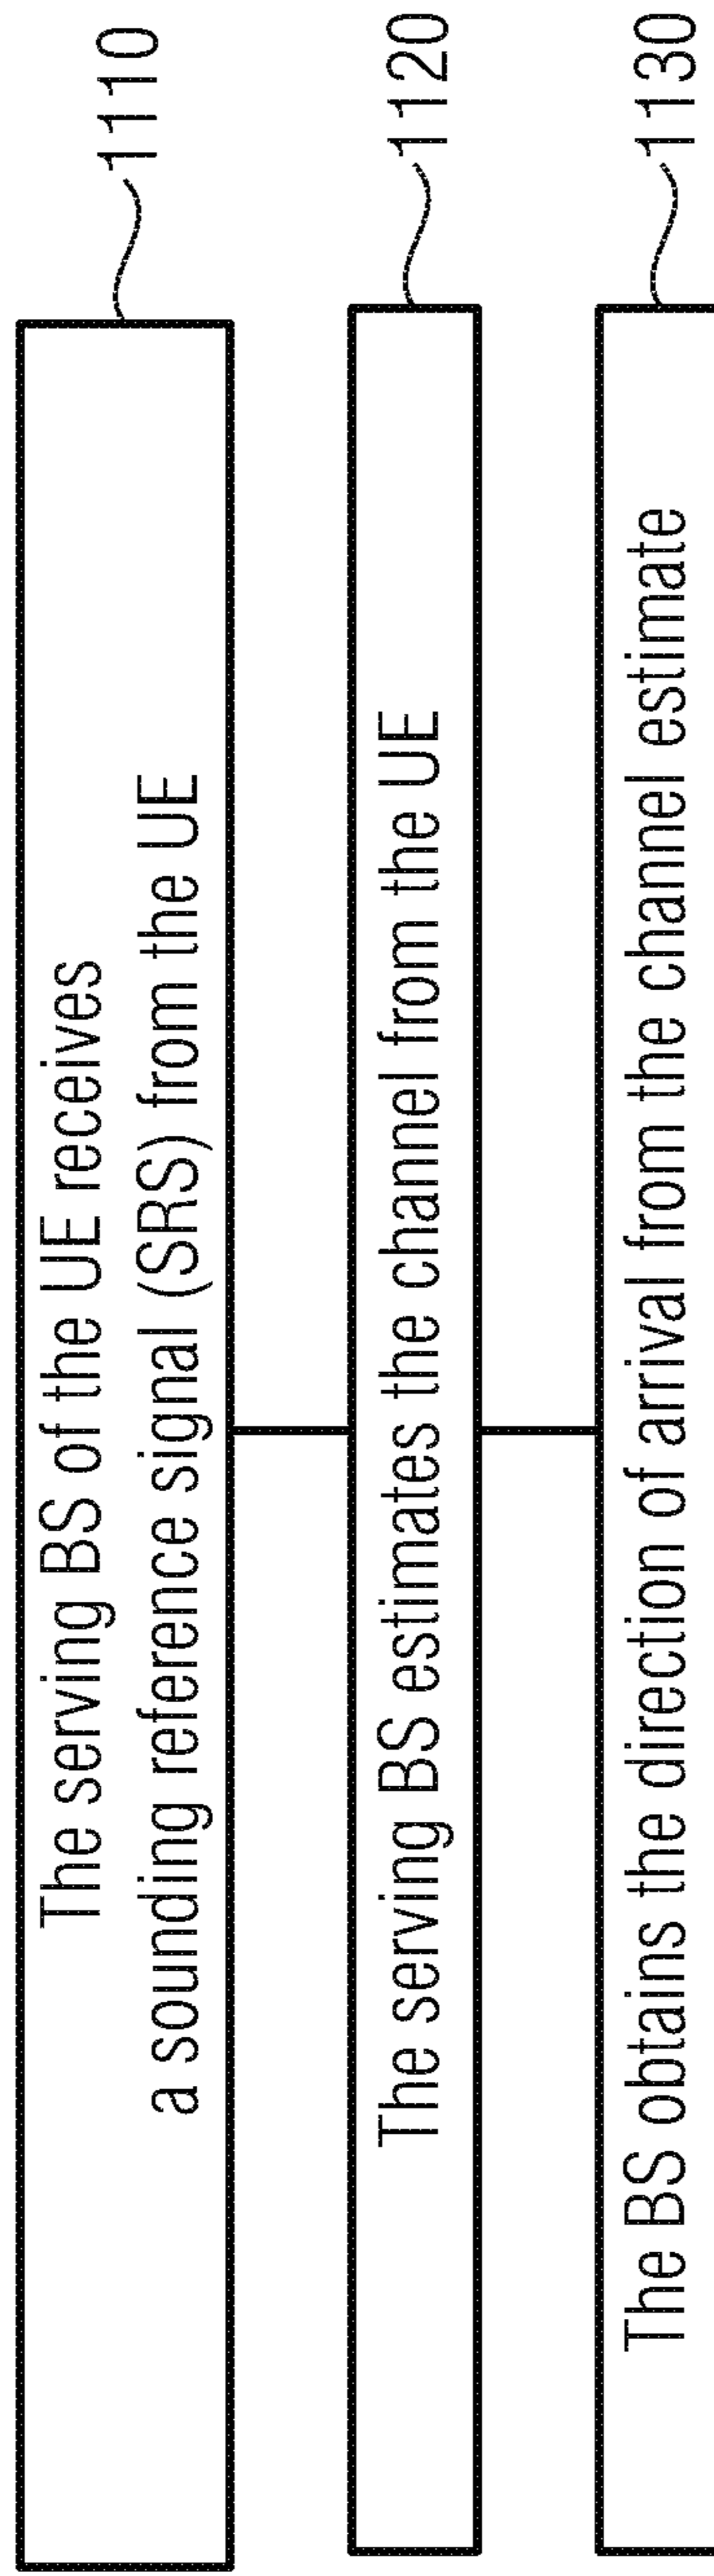 The serving BS of the UE receives
a sounding reference signal (SRS) from the UE
1110
The serving BS estimates the channel from the UE
1120
The BS obtains the direction of arrival from the channel estimate
1130